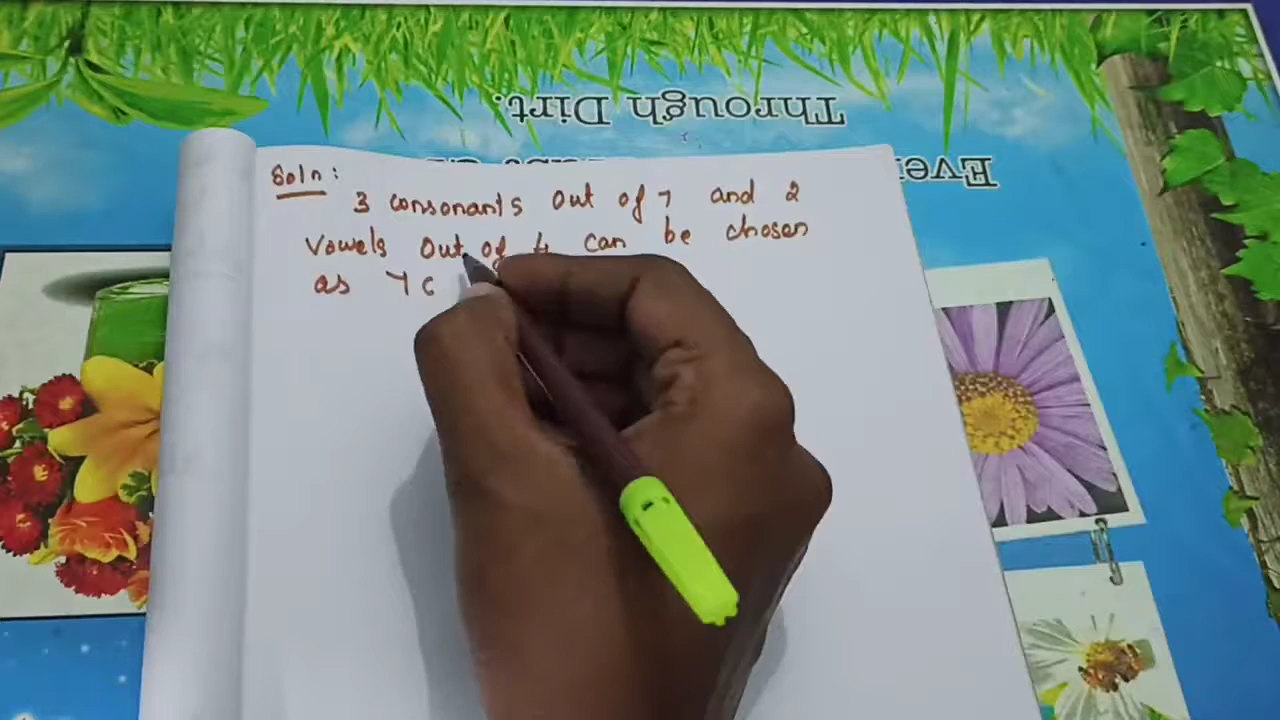 Through Dirt.
Soln:
3 consonants out of 7 and 2
vowels out of 4 can be chosen
as 7c